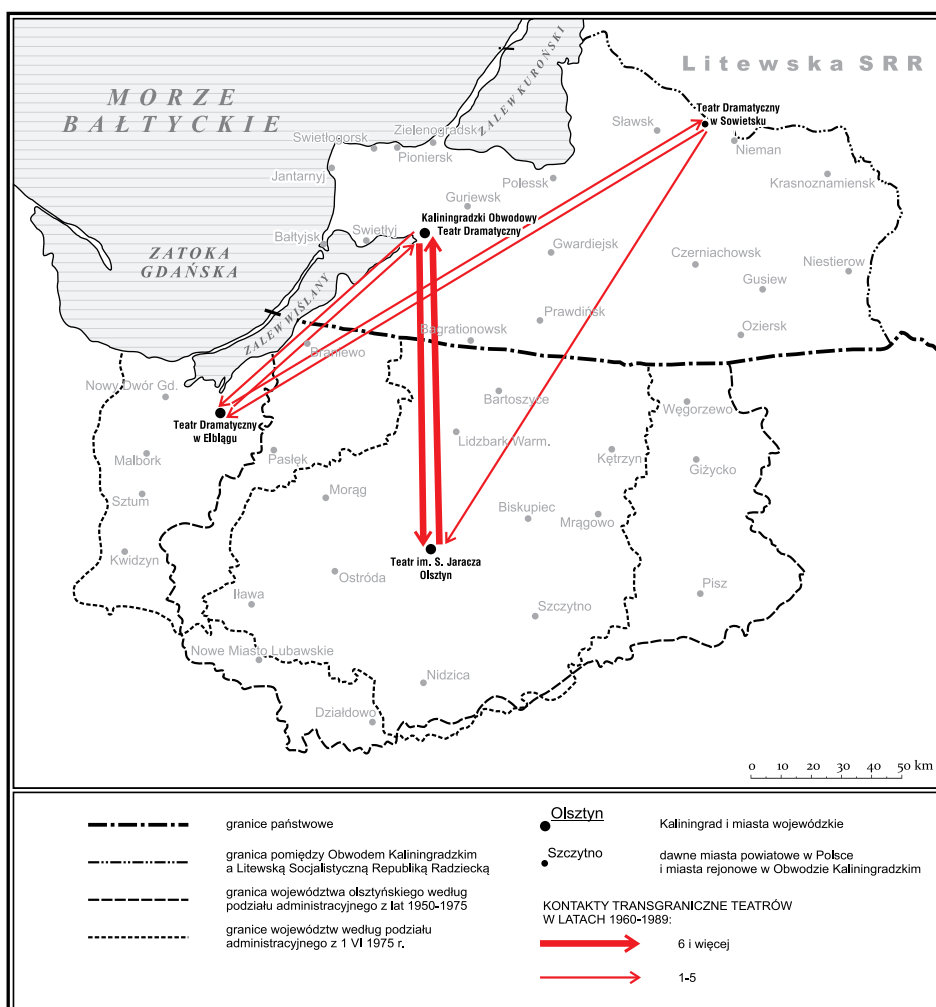 Litewska SRR
MORZE
BAŁTYCKIE
ZALEW KUROŃSKI
Teatr Dramatyczny
w Sowietsku
Sławsk
Nieman
Swietłogorsk
Zielenogradsk
Pioniersk
Jantarnyj
Polessk
Krasnoznamiensk
Gurjewsk
Kaliningradzki Obwodowy
Teatr Dramatyczny
Bałtyjsk
Swietłyj
ZATOKA
GDAŃSKA
Gwardiejsk
Czerniachowsk
Niestierow
Gusiew
ZALEW WIŚLANY
Prawdińsk
Oziersk
Bagrationowsk
Braniewo
Nowy Dwór Gd.
Bartoszyce
Węgorzewo
Teatr Dramatyczny
w Elblągu
Lidzbark Warm.
Malbork
Pasłęk
Kętrzyn
Giżycko
Sztum
Morąg
Biskupiec
Mrągowo
Kwidzyn
Teatr im. S. Jaracza
Olsztyn
Ostróda
Iława
Pisz
Szczytno
Nowe Miasto Lubawskie
Nidzica
Działdowo
0 10 20 30 40 50 km
granice państwowe
granica pomiędzy Obwodem Kaliningradzkim
a Litewską Socjalistyczną Republiką Radziecką
granica województwa olsztyńskiego według
podziału administracyjnego z lat 1950-1975
granice województw według podziału
administracyjnego z 1 VI 1975 r.
Olsztyn
Kaliningrad i miasta wojewódzkie
Szczytno
dawne miasta powiatowe w Polsce
i miasta rejonowe w Obwodzie Kaliningradzkim
KONTAKTY TRANSGRANICZNE TEATRÓW
W LATACH 1960-1989:
6 i więcej
1-5